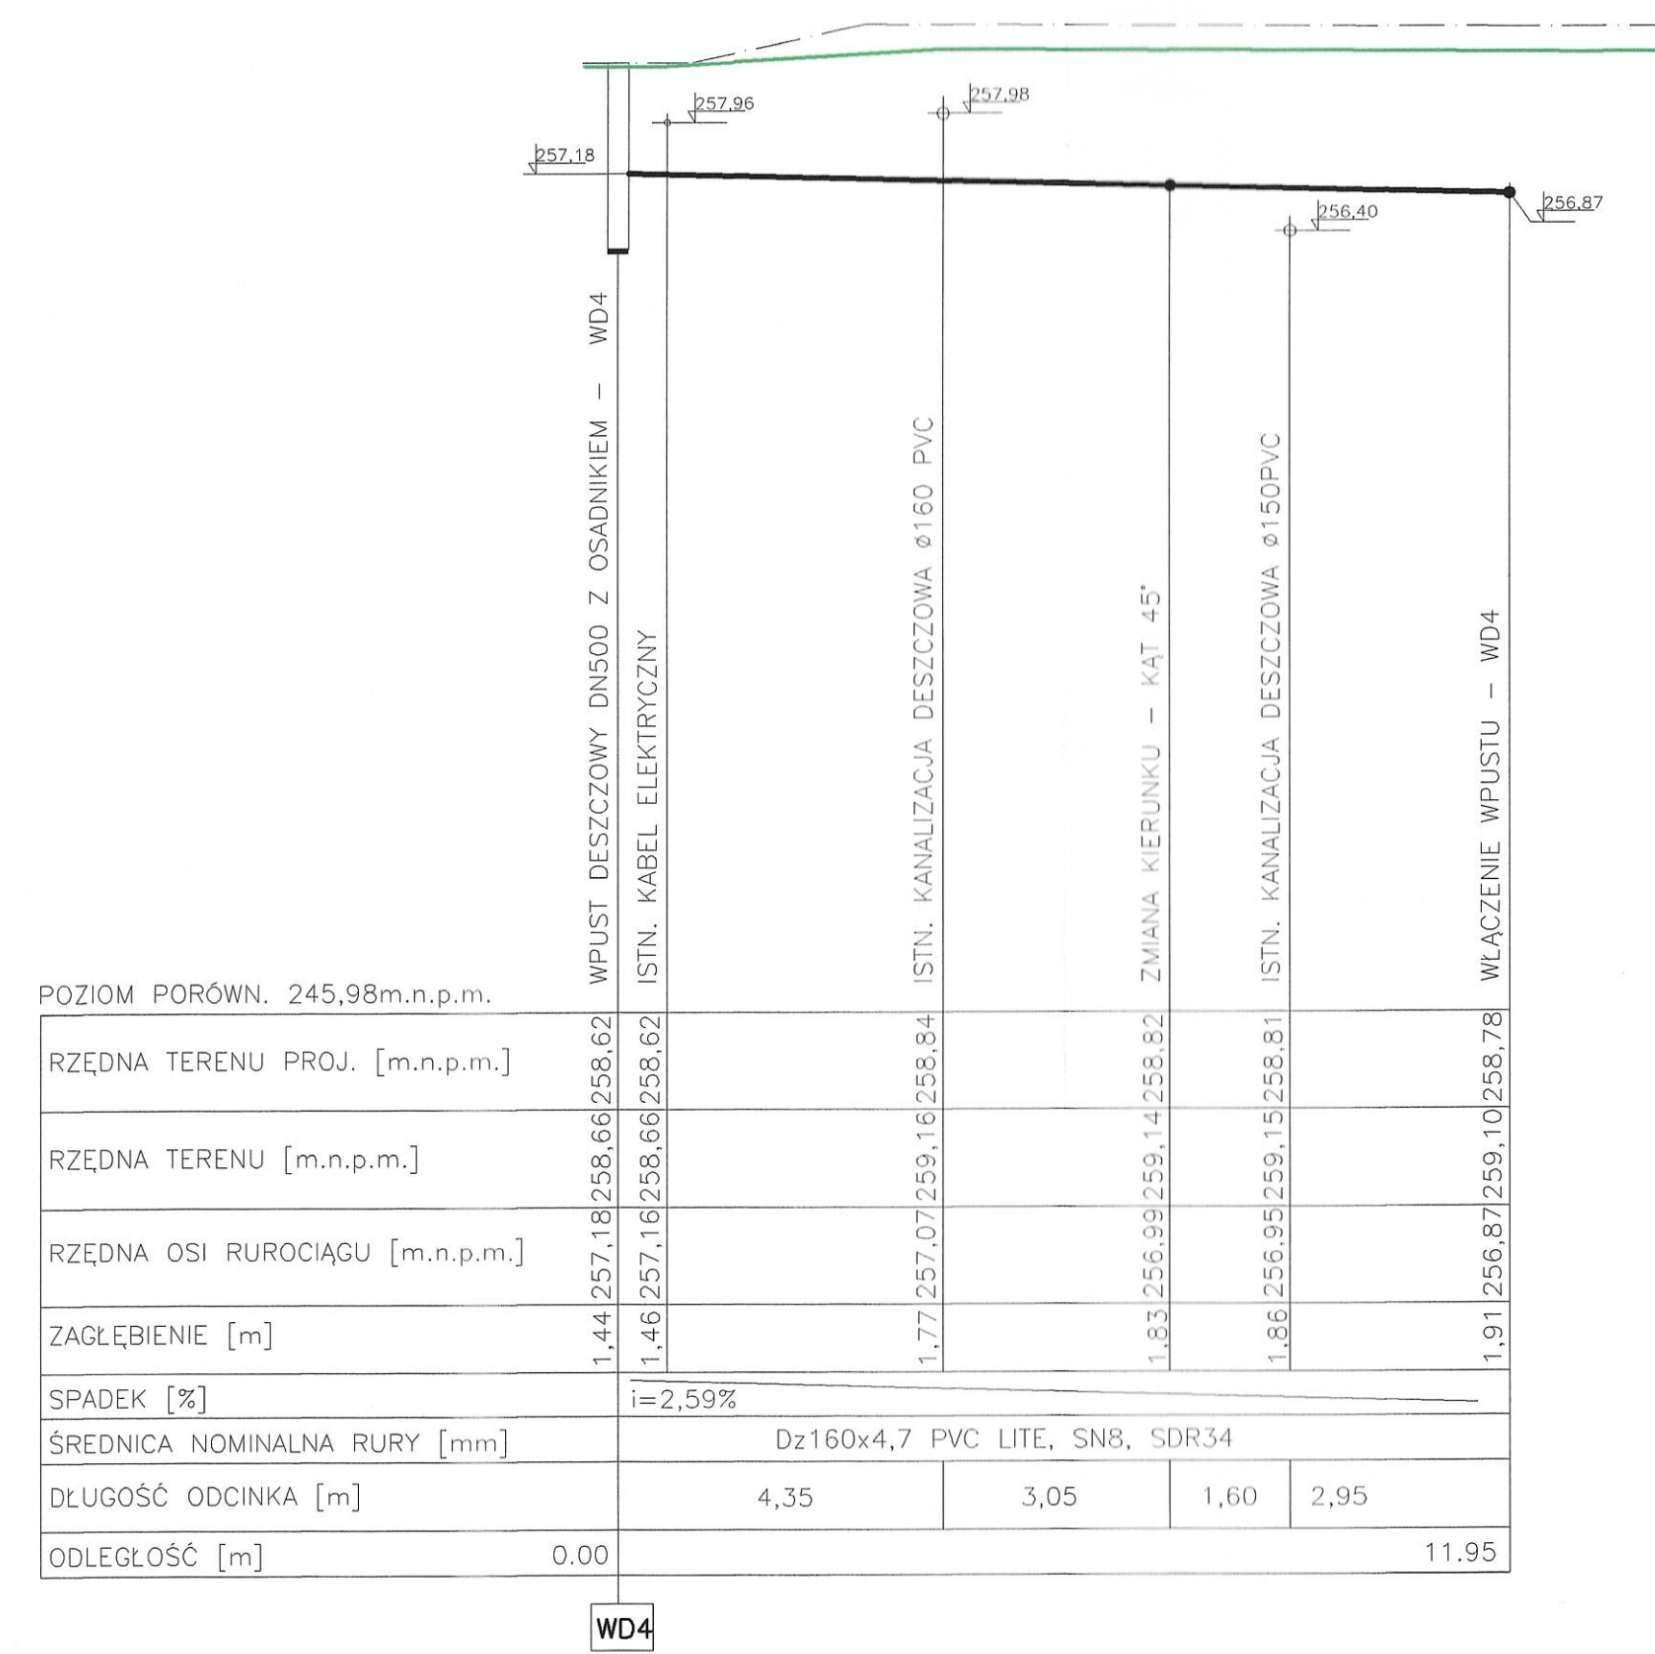 257,96
257,98
257,18
256,40
256,87
WPUST DESZCZOWY DN500 Z OSADNIKIEM – WD4
ISTN. KABEL ELEKTRYCZNY
ISTN. KANALIZACJA DESZCZOWA ø160 PVC
ZMIANA KIERUNKU – KĄT 45°
ISTN. KANALIZACJA DESZCZOWA ø150PVC
WŁĄCZENIE WPUSTU – WD4
POZIOM PORÓWN. 245,98m.n.p.m.
RZĘDNA TERENU PROJ. [m.n.p.m.] 258,62 258,62 258,84 258,82 258,81 258,78
RZĘDNA TERENU [m.n.p.m.] 258,66 258,66 259,16 259,14 259,15 259,10
RZĘDNA OSI RUROCIĄGU [m.n.p.m.] 257,18 257,16 257,07 256,99 256,95 256,87
ZAGŁĘBIENIE [m] 1,44 1,46 1,77 1,83 1,86 1,91
SPADEK [%] i=2,59%
ŚREDNICA NOMINALNA RURY [mm] Dz160x4,7 PVC LITE, SN8, SDR34
DŁUGOŚĆ ODCINKA [m] 4,35 3,05 1,60 2,95
ODLEGŁOŚĆ [m] 0.00 11.95
WD4